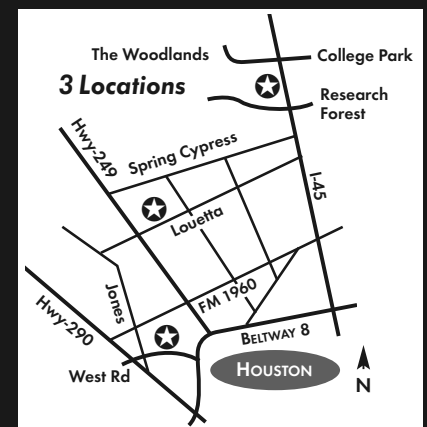 The Woodlands
College Park
3 Locations
Research
Forest
Hwy-249
Spring Cypress
I-45
Louetta
Jones
FM 1960
Hwy-290
BELTWAY 8
West Rd
HOUSTON
N